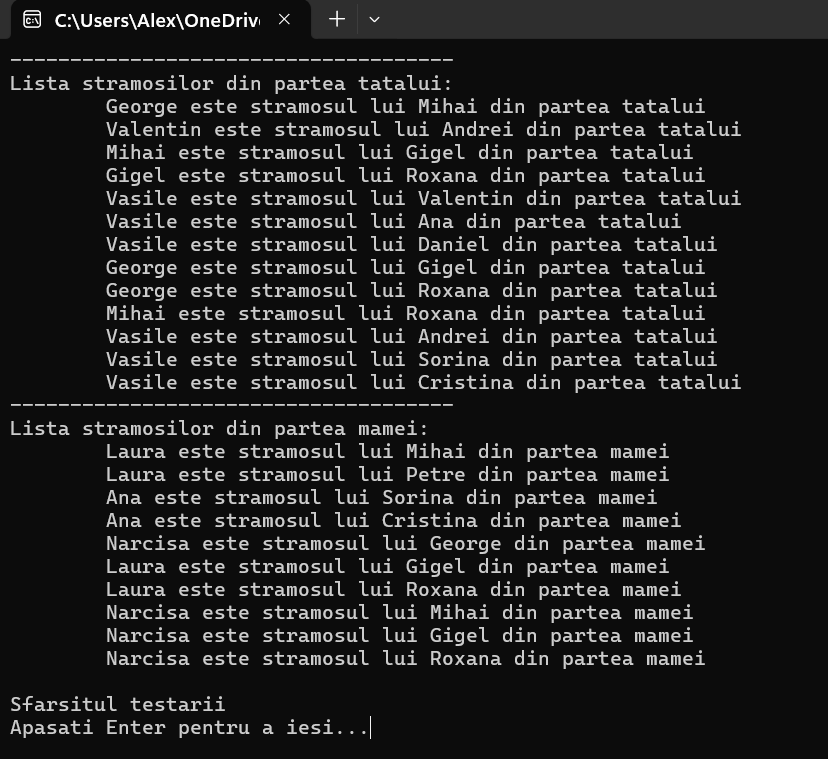 C:\Users\Alex\OneDriv
-------------------------------------
Lista stramosilor din partea tatalui:
George este stramosul lui Mihai din partea tatalui
Valentin este stramosul lui Andrei din partea tatalui
Mihai este stramosul lui Gigel din partea tatalui
Gigel este stramosul lui Roxana din partea tatalui
Vasile este stramosul lui Valentin din partea tatalui
Vasile este stramosul lui Ana din partea tatalui
Vasile este stramosul lui Daniel din partea tatalui
George este stramosul lui Gigel din partea tatalui
George este stramosul lui Roxana din partea tatalui
Mihai este stramosul lui Roxana din partea tatalui
Vasile este stramosul lui Andrei din partea tatalui
Vasile este stramosul lui Sorina din partea tatalui
Vasile este stramosul lui Cristina din partea tatalui
-------------------------------------
Lista stramosilor din partea mamei:
Laura este stramosul lui Mihai din partea mamei
Laura este stramosul lui Petre din partea mamei
Ana este stramosul lui Sorina din partea mamei
Ana este stramosul lui Cristina din partea mamei
Narcisa este stramosul lui George din partea mamei
Laura este stramosul lui Gigel din partea mamei
Laura este stramosul lui Roxana din partea mamei
Narcisa este stramosul lui Mihai din partea mamei
Narcisa este stramosul lui Gigel din partea mamei
Narcisa este stramosul lui Roxana din partea mamei
Sfarsitul testarii
Apasati Enter pentru a iesi...